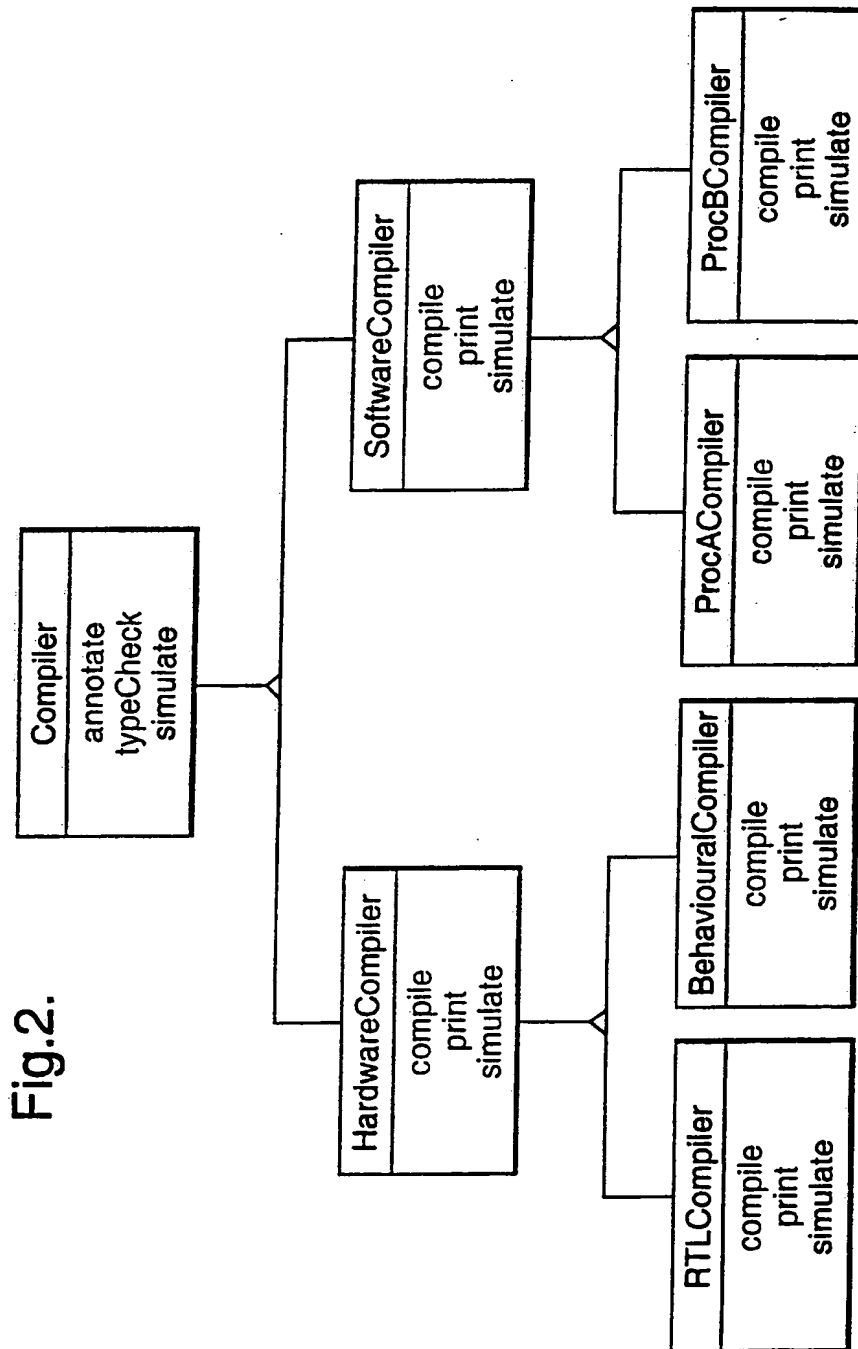 Fig.2.
Compiler
annotate
typeCheck
simulate
HardwareCompiler
compile
print
simulate
SoftwareCompiler
compile
print
simulate
RTLCompiler
compile
print
simulate
BehaviouralCompiler
compile
print
simulate
ProcACompiler
compile
print
simulate
ProcBCompiler
compile
print
simulate